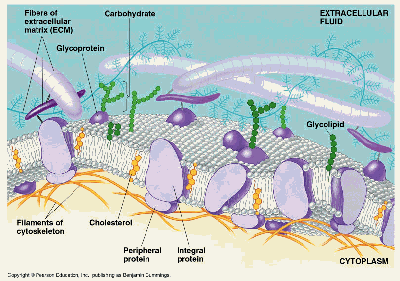 Fibers of
extracellular
matrix (ECM)
Carbohydrate
Glycoprotein
EXTRACELLULAR
FLUID
Glycolipid
Filaments of
cytoskeleton
Cholesterol
Peripheral
protein
Integral
protein
CYTOPLASM
Copyright © Pearson Education, Inc., publishing as Benjamin Cummings.